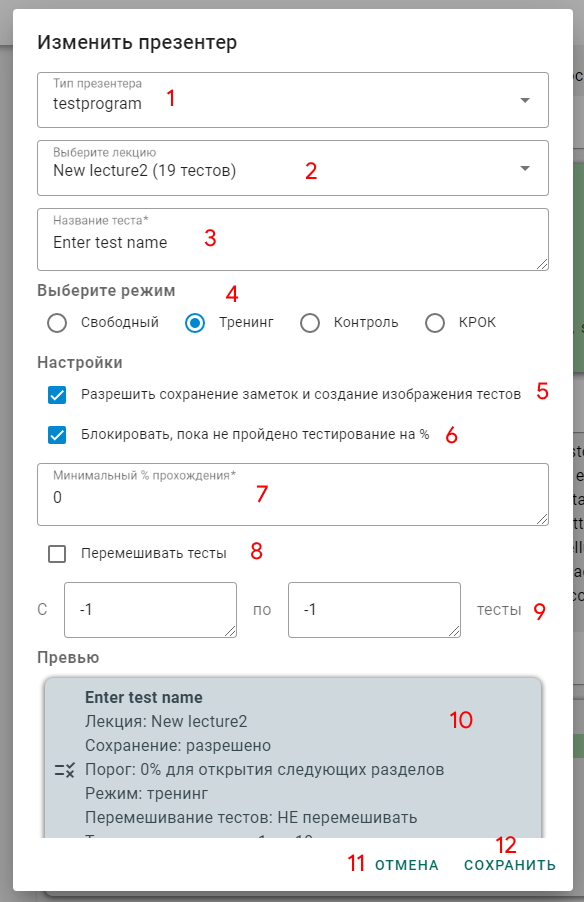 Изменить презентер
Тип презентера
testprogram 1
Выберите лекцию
New lecture2 (19 тестов) 2
Название теста*
Enter test name 3
Выберите режим 4
Свободный Тренинг Контроль КРОК
Настройки
Разрешить сохранение заметок и создание изображения тестов 5
Блокировать, пока не пройдено тестирование на % 6
Минимальный % прохождения*
0 7
Перемешивать тесты 8
С -1 по -1 тесты 9
Превью
Enter test name
Лекция: New lecture2 10
Сохранение: разрешено
Порог: 0% для открытия следующих разделов
Режим: тренинг
Перемешивание тестов: НЕ перемешивать
11 ОТМЕНА 12 СОХРАНИТЬ